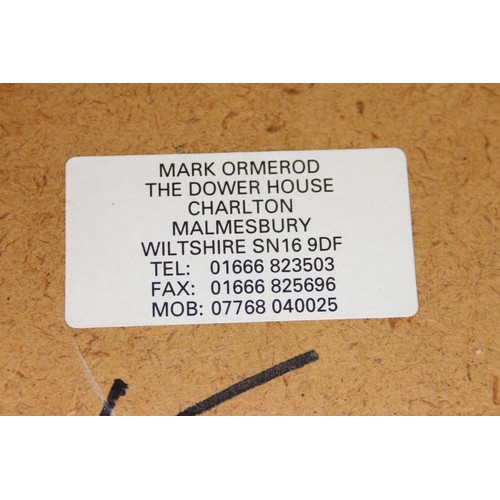 MARK ORMEROD
THE DOWER HOUSE
CHARLTON
MALMESBURY
WILTSHIRE SN16 9DF
TEL: 01666 823503
FAX: 01666 825696
MOB: 07768 040025